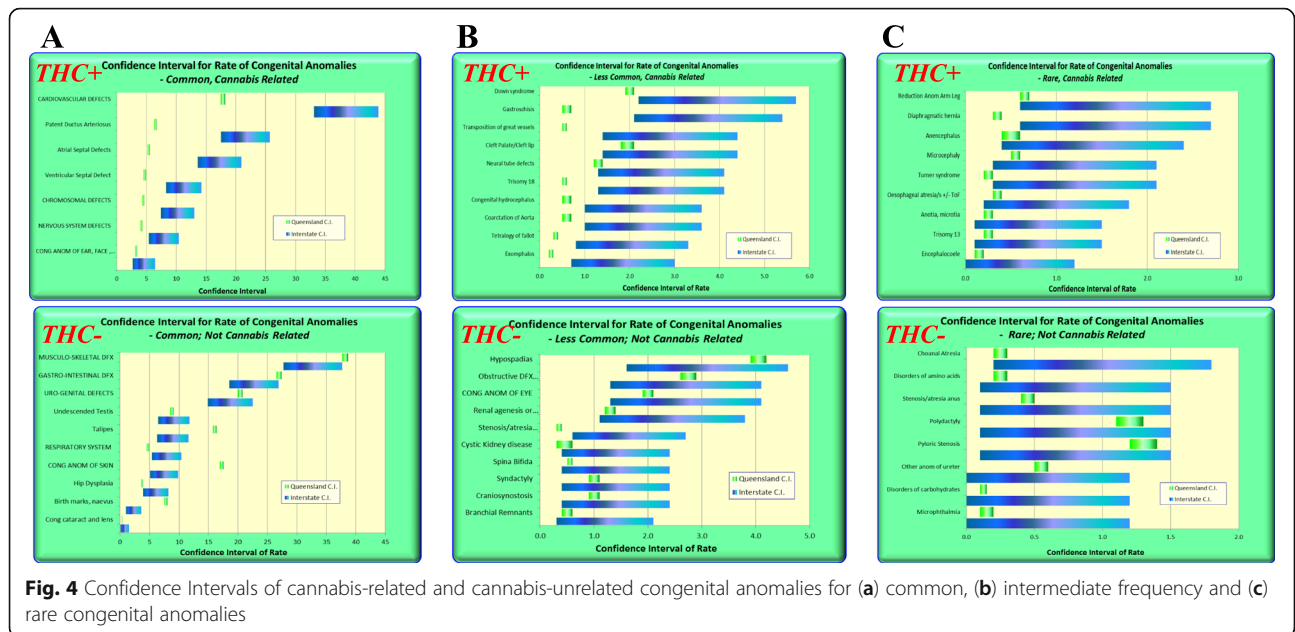 A
THC+
Confidence Interval for Rate of Congenital Anomalies
- Common, Cannabis Related
CARDIOVASCULAR DEFECTS
Patent Ductus Arteriosus
Atrial Septal Defects
Ventricular Septal Defect
CHROMOSOMAL DEFECTS
NERVOUS SYSTEM DEFECTS
CONG ANOM OF EAR, FACE ,...
Queensland C.I.
Interstate C.I.
0 5 10 15 20 25 30 35 40 45
Confidence Interval
B
THC+
Confidence Interval for Rate of Congenital Anomalies
- Less Common, Cannabis Related
Down syndrome
Gastroshisis
Transposition of great vessels
Cleft Palate/Cleft lip
Neural tube defects
Trisomy 18
Congenital hydrocephalus
Coarctation of Aorta
Tetralogy of fallot
Exomphalos
Queensland C.I.
Interstate C.I.
0.0 1.0 2.0 3.0 4.0 5.0 6.0
Confidence Interval of Rate
C
THC+
Confidence Interval for Rate of Congenital Anomalies
- Rare, Cannabis Related
Reduction Anom Arm Leg
Diaphragmatic hernia
Anencephalus
Microcephaly
Turner syndrome
Oesophageal atresia/s +/- ToF
Anotia, microtia
Trisomy 13
Encephalocoele
Queensland C.I.
Interstate C.I.
0.0 1.0 2.0 3.0
Confidence Interval of Rate
THC-
Confidence Interval for Rate of Congenital Anomalies
- Common; Not Cannabis Related
MUSCULO-SKELETAL DFX
GASTRO-INTESTINAL DFX
URO-GENITAL DEFECTS
Undescended Testis
Talipes
RESPIRATORY SYSTEM
CONG ANOM OF SKIN
Hip Dysplasia
Birth marks, naevus
Cong cataract and lens
Queensland C.I.
Interstate C.I.
0 5 10 15 20 25 30 35 40 45
Confidence Interval of Rate
THC-
Confidence Interval for Rate of Congenital Anomalies
- Less Common; Not Cannabis Related
Hypospadias
Obstructive DFX...
CONG ANOM OF EYE
Renal agenesis or...
Stenosis/atresia...
Cystic Kidney disease
Spina Bifida
Syndactyly
Craniosynostosis
Branchial Remnants
Queensland C.I.
Interstate C.I.
0.0 1.0 2.0 3.0 4.0 5.0
Confidence Interval of Rate
THC-
Confidence Interval for Rate of Congenital Anomalies
- Rare; Not Cannabis Related
Choanal Atresia
Disorders of amino acids
Stenosis/atresia anus
Polydactyly
Pyloric Stenosis
Other anom of ureter
Disorders of carbohydrates
Microphthalmia
Queensland C.I.
Interstate C.I.
0.0 0.5 1.0 1.5 2.0
Confidence Interval of Rate
Fig. 4 Confidence Intervals of cannabis-related and cannabis-unrelated congenital anomalies for (a) common, (b) intermediate frequency and (c)
rare congenital anomalies